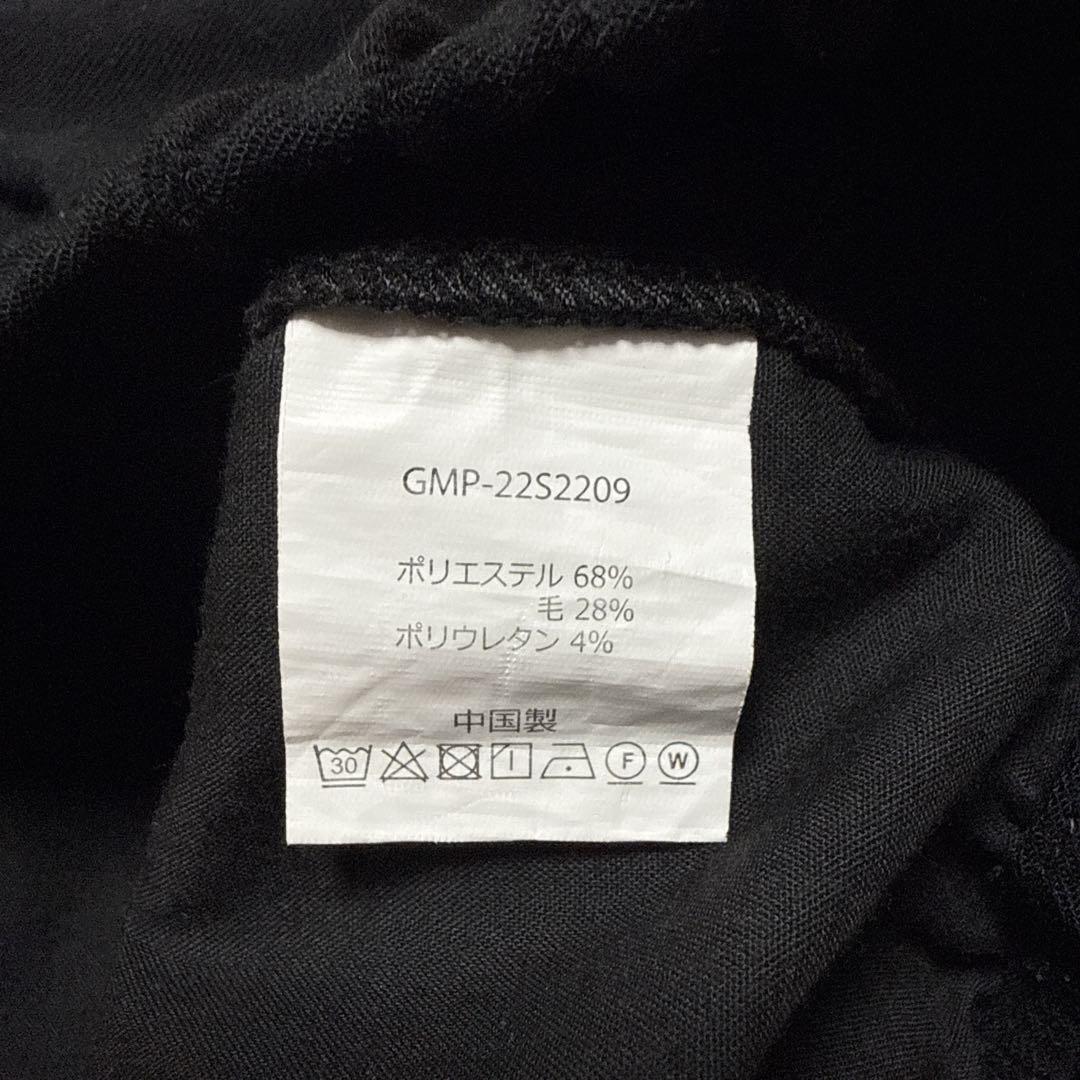 GMP-22S2209
ポリエステル 68%
毛 28%
ポリウレタン 4%
中国製
30 F W